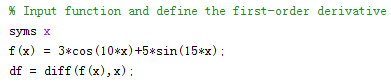 % Input function and define the first-order derivative
syms x
f(x) = 3*cos(10*x)+5*sin(15*x);
df = diff(f(x),x);